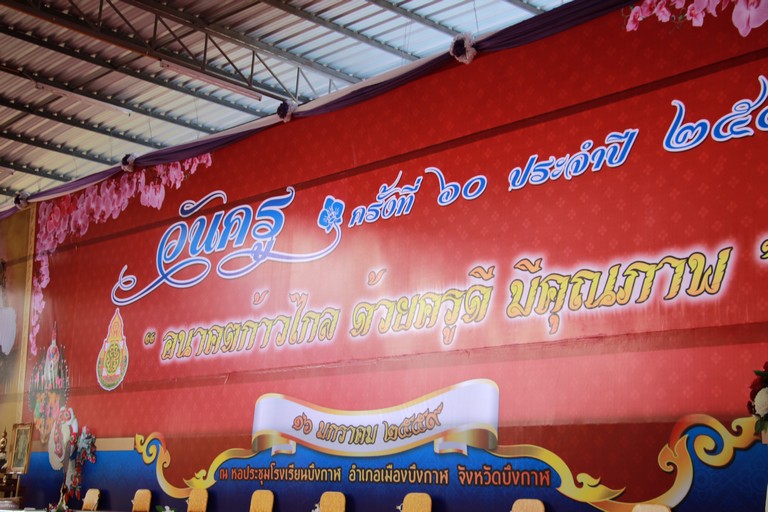 วันครู ครั้งที่ ๖๐ ประจำปี ๒๕๕
“ อนาคตก้าวไกล ด้วยครูดี มีคุณภาพ ”
๑๖ มกราคม ๒๕๕๙
ณ หอประชุมโรงเรียนบึงกาฬ อำเภอเมืองบึงกาฬ จังหวัดบึงกาฬ